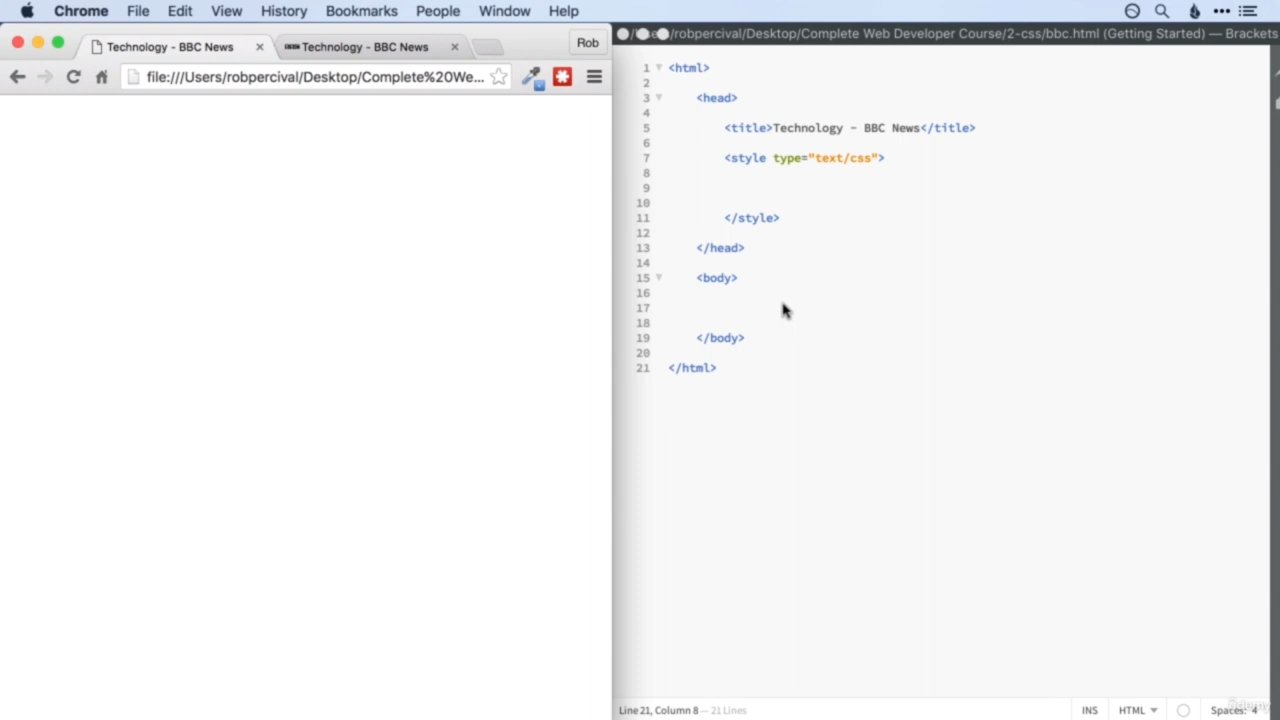 Chrome File Edit View History Bookmarks People Window Help
Technology - BBC News
Technology - BBC News
Rob
file:///Users/robpercival/Desktop/Complete%20We...
/robpercival/Desktop/Complete Web Developer Course/2-css/bbc.html (Getting Started) — Brackets
1 <html>
2
3 <head>
4
5 <title>Technology - BBC News</title>
6
7 <style type="text/css">
8
9
10
11 </style>
12
13 </head>
14
15 <body>
16
17
18
19 </body>
20
21 </html>
Line 21, Column 8 — 21 Lines
INS HTML Spaces: 4